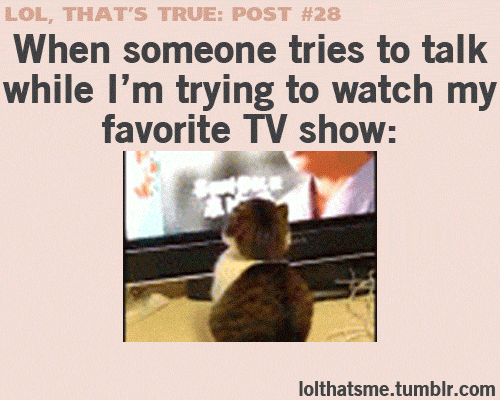 LOL, THAT'S TRUE: POST #28
When someone tries to talk
while I'm trying to watch my
favorite TV show:
lolthatsme.tumblr.com